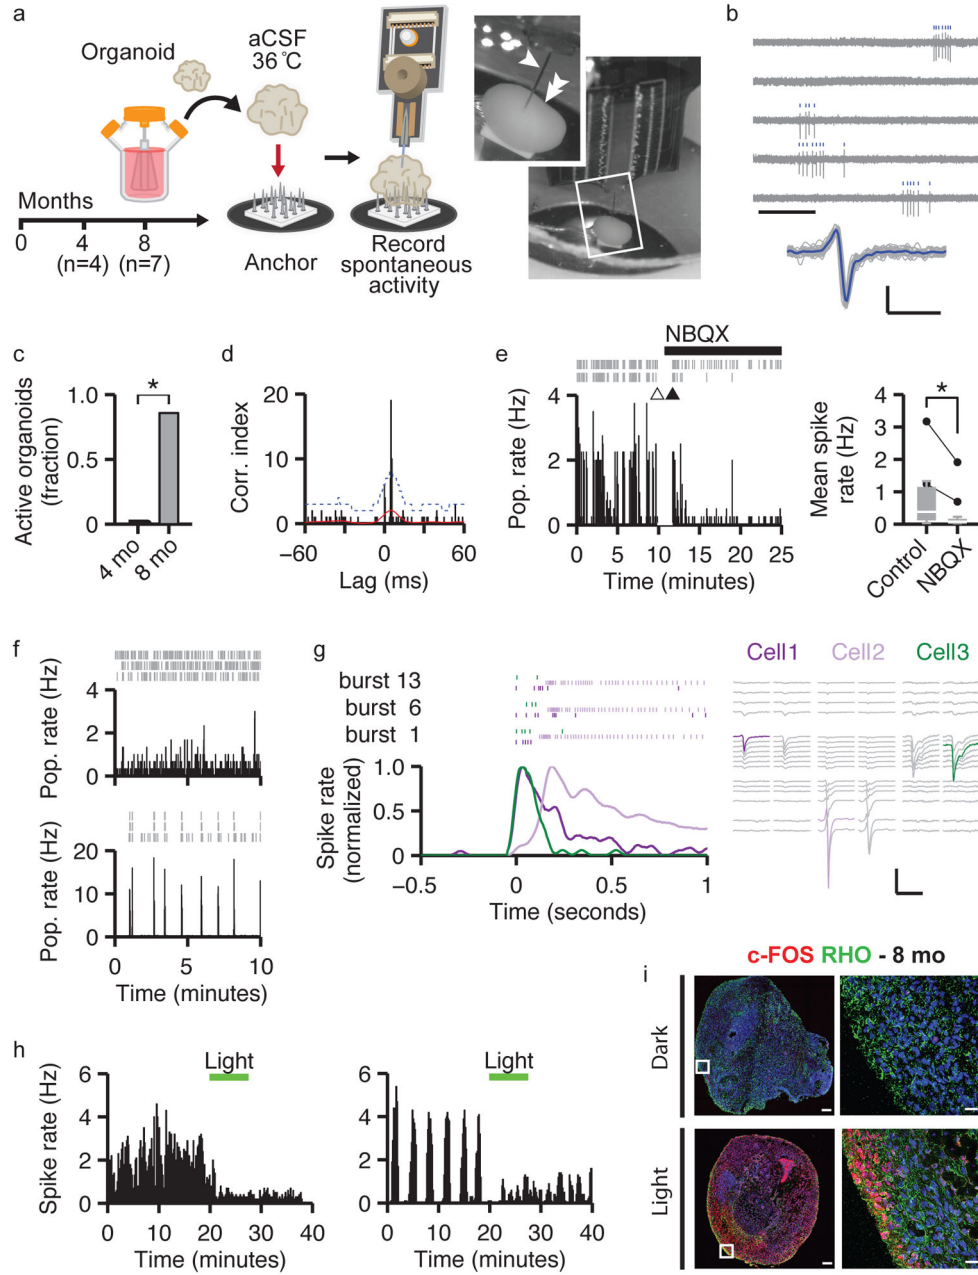 a
Organoid
aCSF
36 °C
Months
0 4 8
(n=4) (n=7)
Anchor
Record
spontaneous
activity
b
c
Active organoids
(fraction)
1.0
0.5
0
*
4 mo
8 mo
d
Corr. index
20
10
0
−60 0 60
Lag (ms)
e
NBQX
Pop. rate (Hz)
4
3
2
1
0
0 5 10 15 20 25
Time (minutes)
Mean spike
rate (Hz)
4
3
2
1
0
*
Control
NBQX
f
Pop. rate (Hz)
4
2
0
Pop. rate (Hz)
20
10
0
0 5 10
Time (minutes)
g
burst 13
burst 6
burst 1
Spike rate
(normalized)
1.0
0.5
0
−0.5 0 0.5 1
Time (seconds)
Cell1 Cell2 Cell3
h
Spike rate (Hz)
6
4
2
0
Light
0 10 20 30 40
Time (minutes)
6
4
2
0
Light
0 10 20 30 40
Time (minutes)
i
c-FOS RHO - 8 mo
Dark
Light